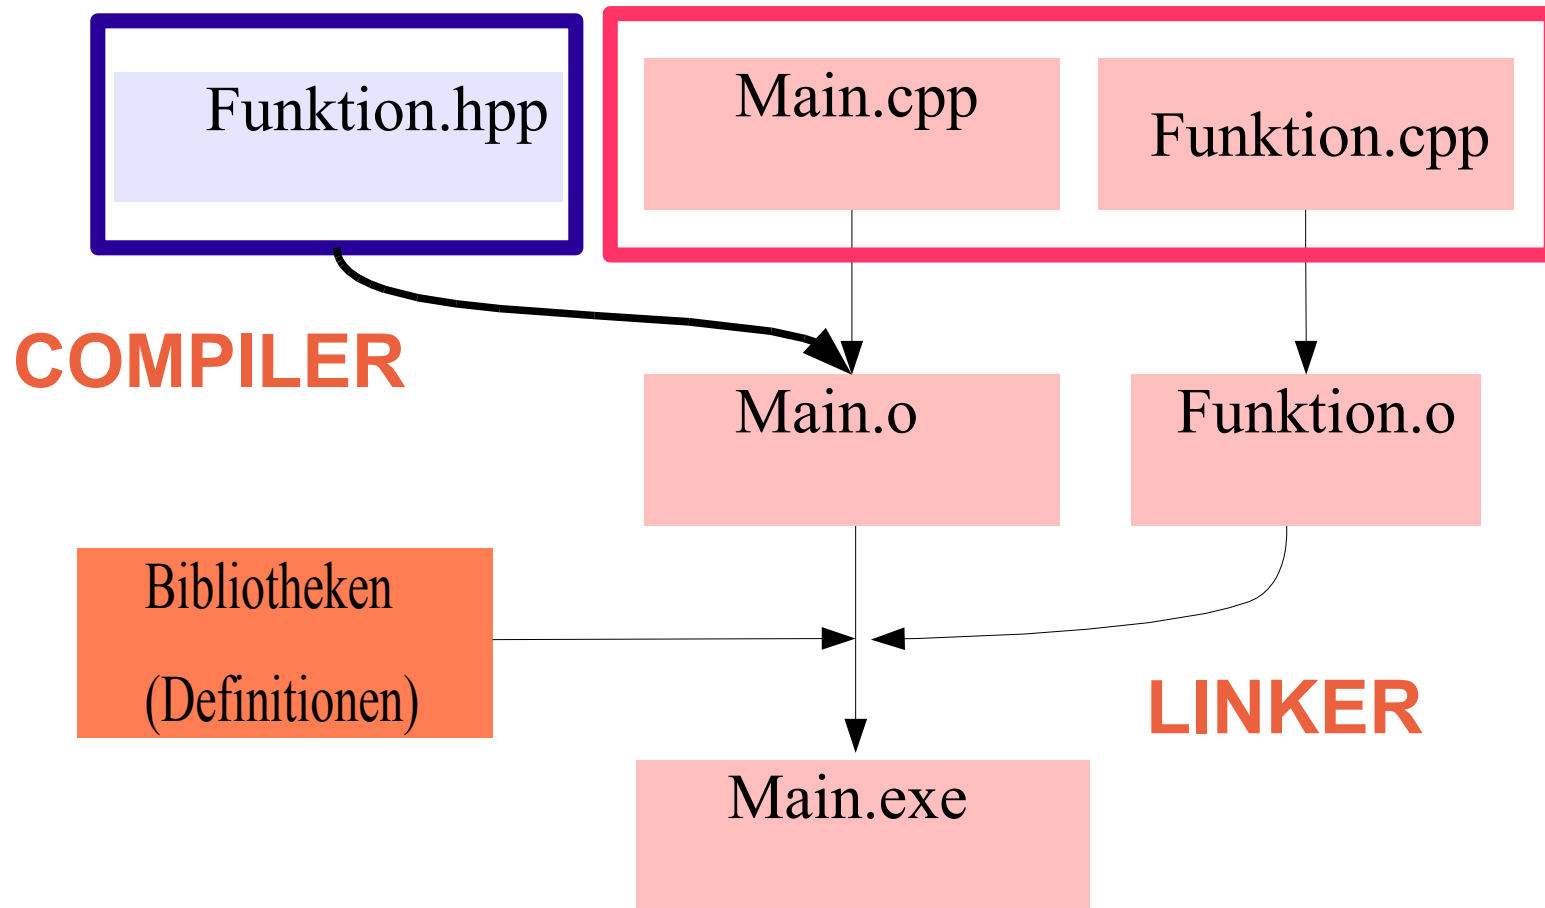 Funktion.hpp
Main.cpp
Funktion.cpp
COMPILER
Main.o
Funktion.o
Bibliotheken
(Definitionen)
LINKER
Main.exe